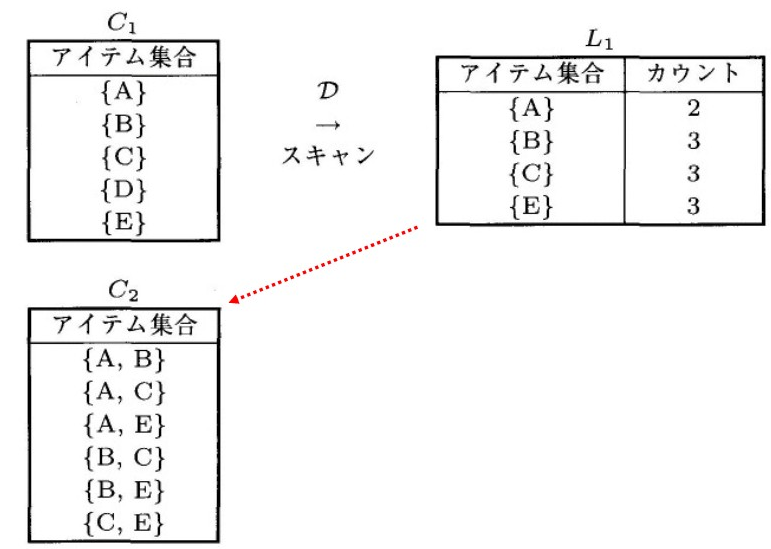 C₁
アイテム集合
{A}
{B}
{C}
{D}
{E}
𝒟
→
スキャン
L₁
アイテム集合 カウント
{A} 2
{B} 3
{C} 3
{E} 3
C₂
アイテム集合
{A, B}
{A, C}
{A, E}
{B, C}
{B, E}
{C, E}